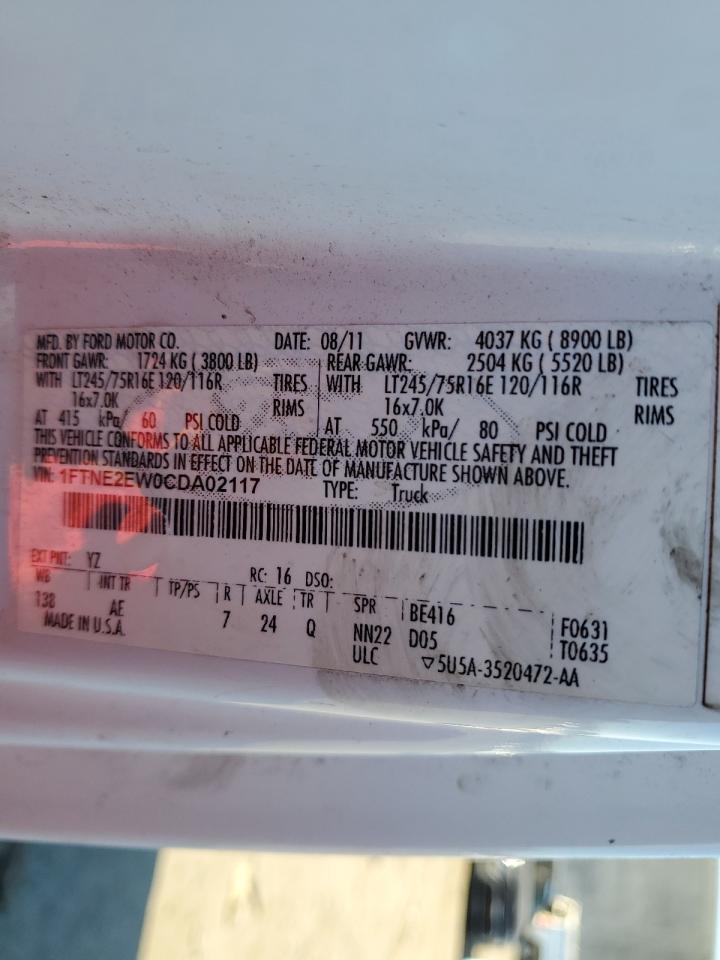 MFD. BY FORD MOTOR CO. DATE: 08/11 GVWR: 4037 KG ( 8900 LB)
FRONT GAWR: 1724 KG ( 3800 LB) REAR GAWR: 2504 KG ( 5520 LB)
WITH LT245/75R16E 120/116R TIRES WITH LT245/75R16E 120/116R TIRES
16x7.0K RIMS 16x7.0K RIMS
AT 415 kPa/ 60 PSI COLD AT 550 kPa/ 80 PSI COLD
THIS VEHICLE CONFORMS TO ALL APPLICABLE FEDERAL MOTOR VEHICLE SAFETY AND THEFT
PREVENTION STANDARDS IN EFFECT ON THE DATE OF MANUFACTURE SHOWN ABOVE.
VIN: 1FTNE2EW0CDA02117 TYPE: Truck
EXT PNT: YZ RC: 16 DSO:
WB INT TR TP/PS R AXLE TR SPR BE416 F0631
138 AE 7 24 Q NN22 D05 T0635
MADE IN U.S.A. ULC ▽5U5A-3520472-AA